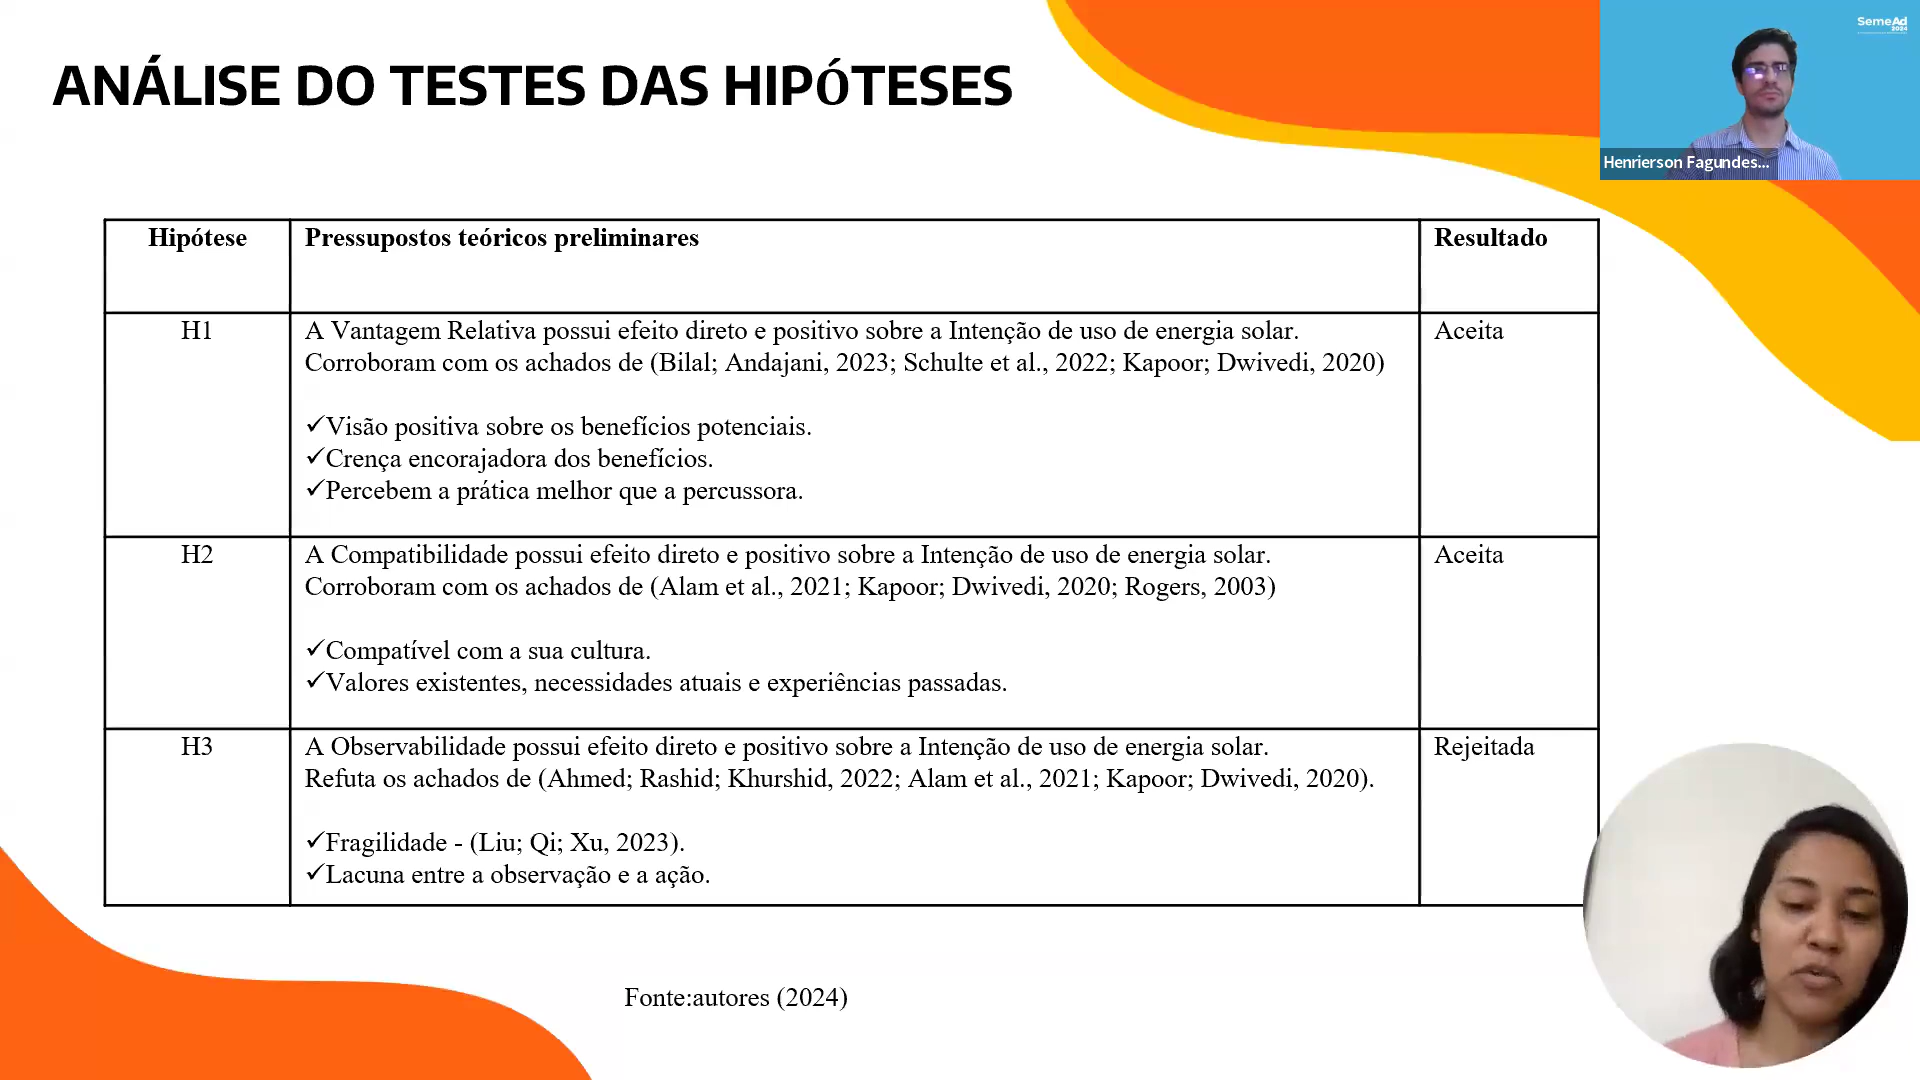 ANÁLISE DO TESTES DAS HIPÓTESES
SemeAd
2024
Henrierson Fagundes...
Hipótese
Pressupostos teóricos preliminares
Resultado
H1
A Vantagem Relativa possui efeito direto e positivo sobre a Intenção de uso de energia solar.
Corroboram com os achados de (Bilal; Andajani, 2023; Schulte et al., 2022; Kapoor; Dwivedi, 2020)
✓Visão positiva sobre os benefícios potenciais.
✓Crença encorajadora dos benefícios.
✓Percebem a prática melhor que a percussora.
Aceita
H2
A Compatibilidade possui efeito direto e positivo sobre a Intenção de uso de energia solar.
Corroboram com os achados de (Alam et al., 2021; Kapoor; Dwivedi, 2020; Rogers, 2003)
✓Compatível com a sua cultura.
✓Valores existentes, necessidades atuais e experiências passadas.
Aceita
H3
A Observabilidade possui efeito direto e positivo sobre a Intenção de uso de energia solar.
Refuta os achados de (Ahmed; Rashid; Khurshid, 2022; Alam et al., 2021; Kapoor; Dwivedi, 2020).
✓Fragilidade - (Liu; Qi; Xu, 2023).
✓Lacuna entre a observação e a ação.
Rejeitada
Fonte:autores (2024)